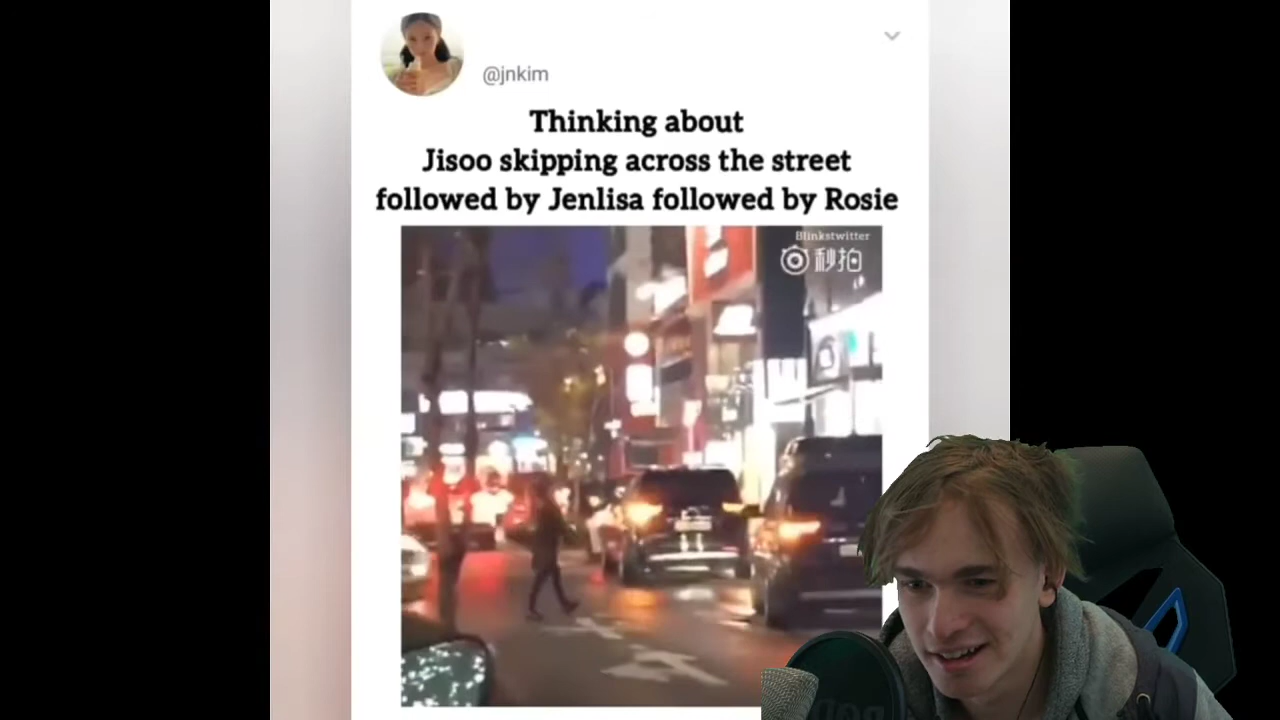 @jnkim
Thinking about
Jisoo skipping across the street
followed by Jenlisa followed by Rosie
Blinkstwitter
秒拍